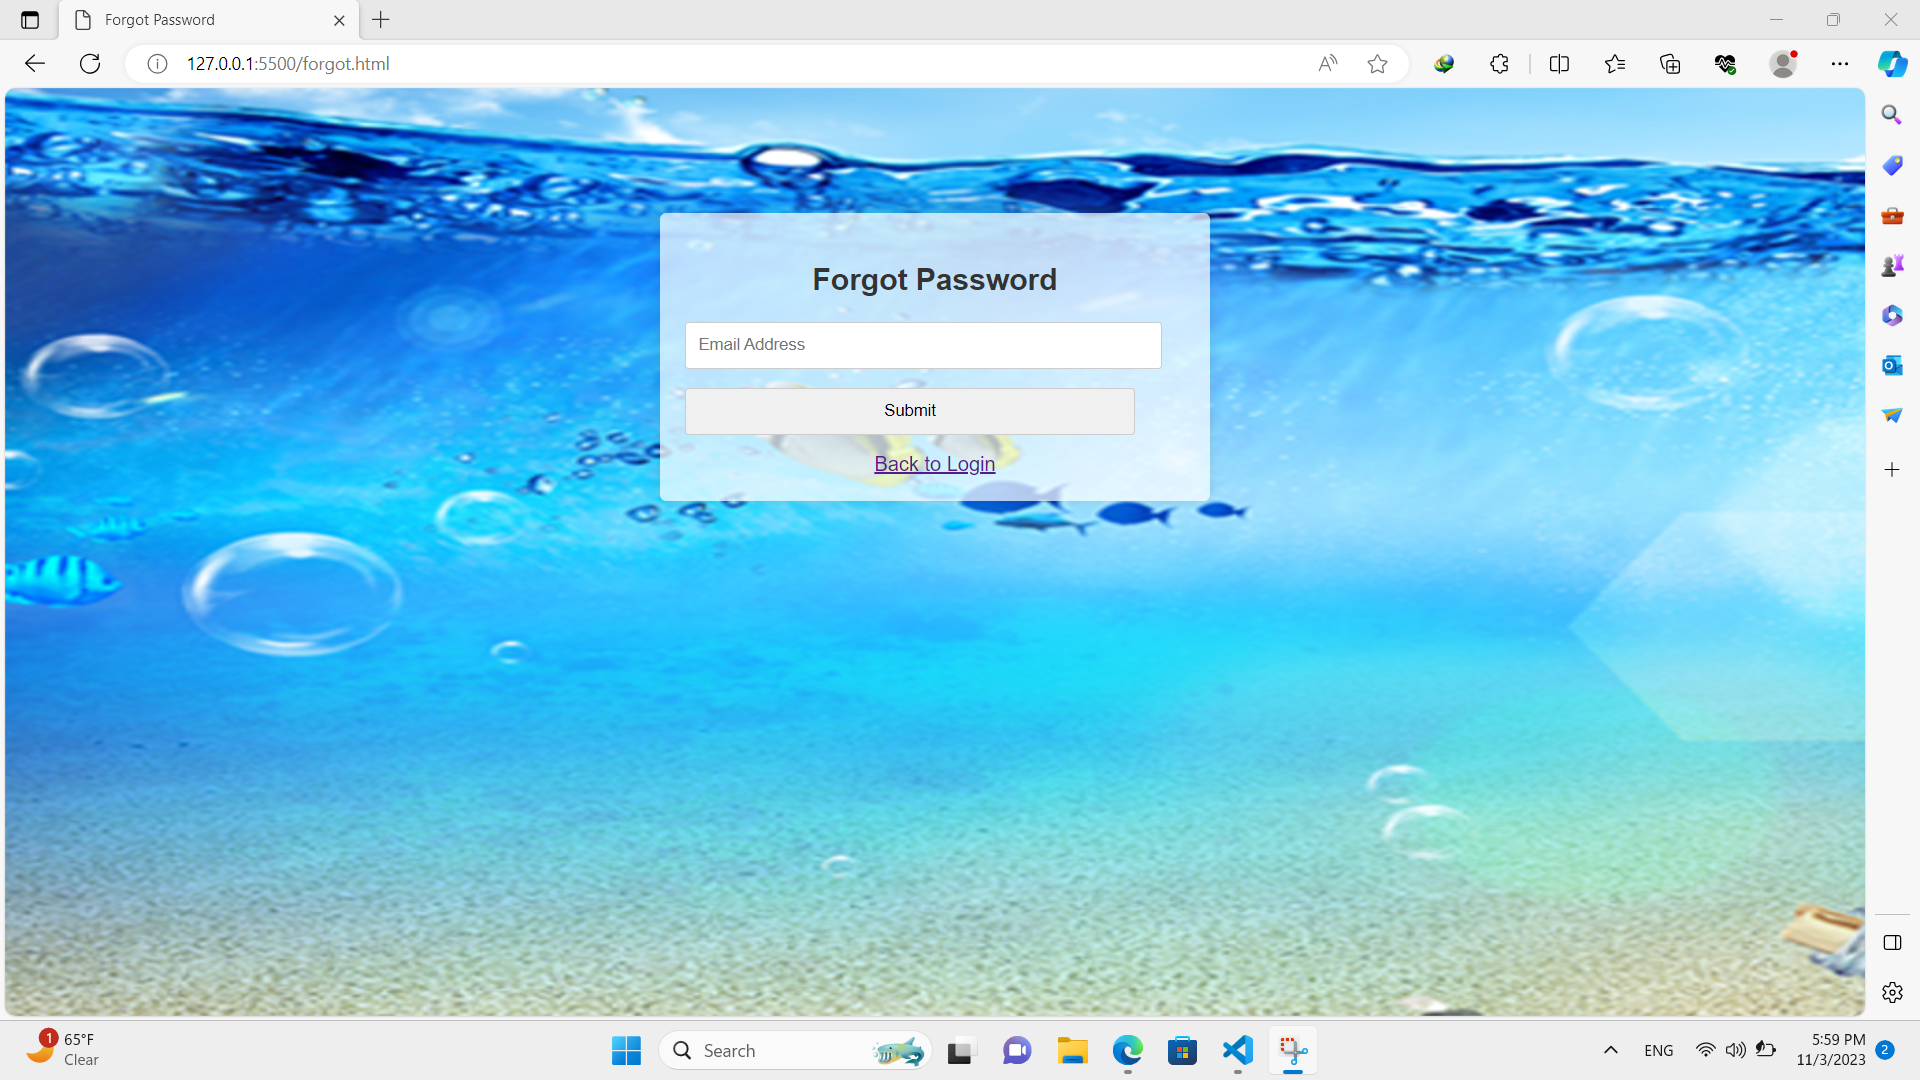 Forgot Password
127.0.0.1:5500/forgot.html
Forgot Password
Email Address
Submit
Back to Login
1
65°F
Clear
Search
ENG
5:59 PM
11/3/2023
2